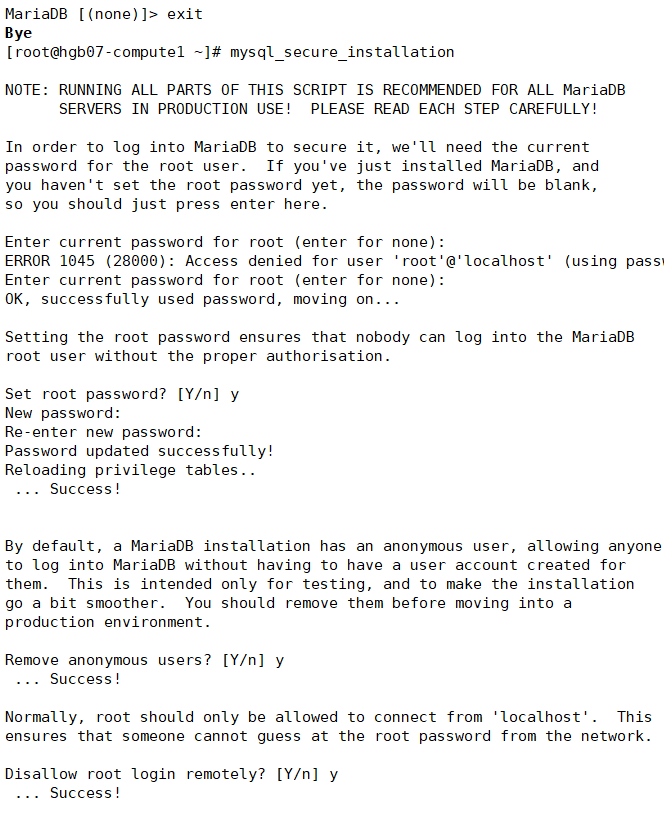 MariaDB [(none)]> exit
Bye
[root@hgb07-compute1 ~]# mysql_secure_installation
NOTE: RUNNING ALL PARTS OF THIS SCRIPT IS RECOMMENDED FOR ALL MariaDB
SERVERS IN PRODUCTION USE!  PLEASE READ EACH STEP CAREFULLY!
In order to log into MariaDB to secure it, we'll need the current
password for the root user.  If you've just installed MariaDB, and
you haven't set the root password yet, the password will be blank,
so you should just press enter here.
Enter current password for root (enter for none):
ERROR 1045 (28000): Access denied for user 'root'@'localhost' (using
Enter current password for root (enter for none):
OK, successfully used password, moving on...
Setting the root password ensures that nobody can log into the MariaDB
root user without the proper authorisation.
Set root password? [Y/n] y
New password:
Re-enter new password:
Password updated successfully!
Reloading privilege tables..
... Success!
By default, a MariaDB installation has an anonymous user, allowing anyone
to log into MariaDB without having to have a user account created for
them.  This is intended only for testing, and to make the installation
go a bit smoother.  You should remove them before moving into a
production environment.
Remove anonymous users? [Y/n] y
... Success!
Normally, root should only be allowed to connect from 'localhost'.  This
ensures that someone cannot guess at the root password from the network.
Disallow root login remotely? [Y/n] y
... Success!